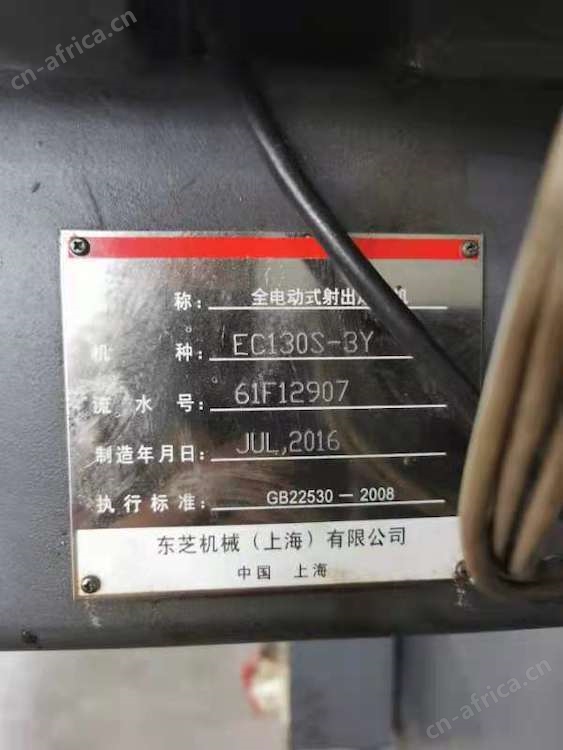 cn-africa.cn
称： 全电动式射出 机
机 种： EC130S-3Y
流 水 号： 61F12907
制造年月日： JUL,2016
执行标准： GB22530－2008
东芝机械（上海）有限公司
中国 上海
cn-africa.cn